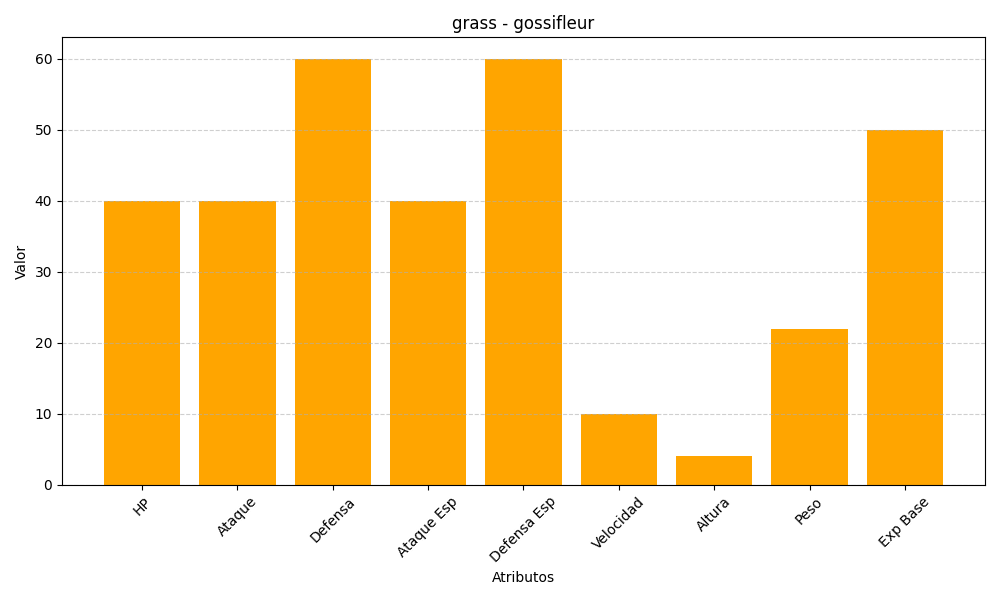 grass - gossifleur
Valor
60
50
40
30
20
10
0
HP
Ataque
Defensa
Ataque Esp
Defensa Esp
Velocidad
Altura
Peso
Exp Base
Atributos